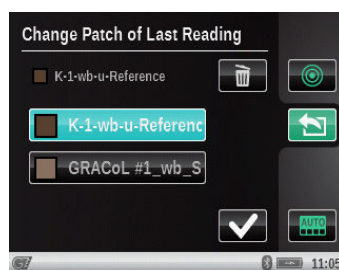 Change Patch of Last Reading
K-1-wb-u-Reference
K-1-wb-u-Referenc
GRACoL #1_wb_S
AUTO
11:05